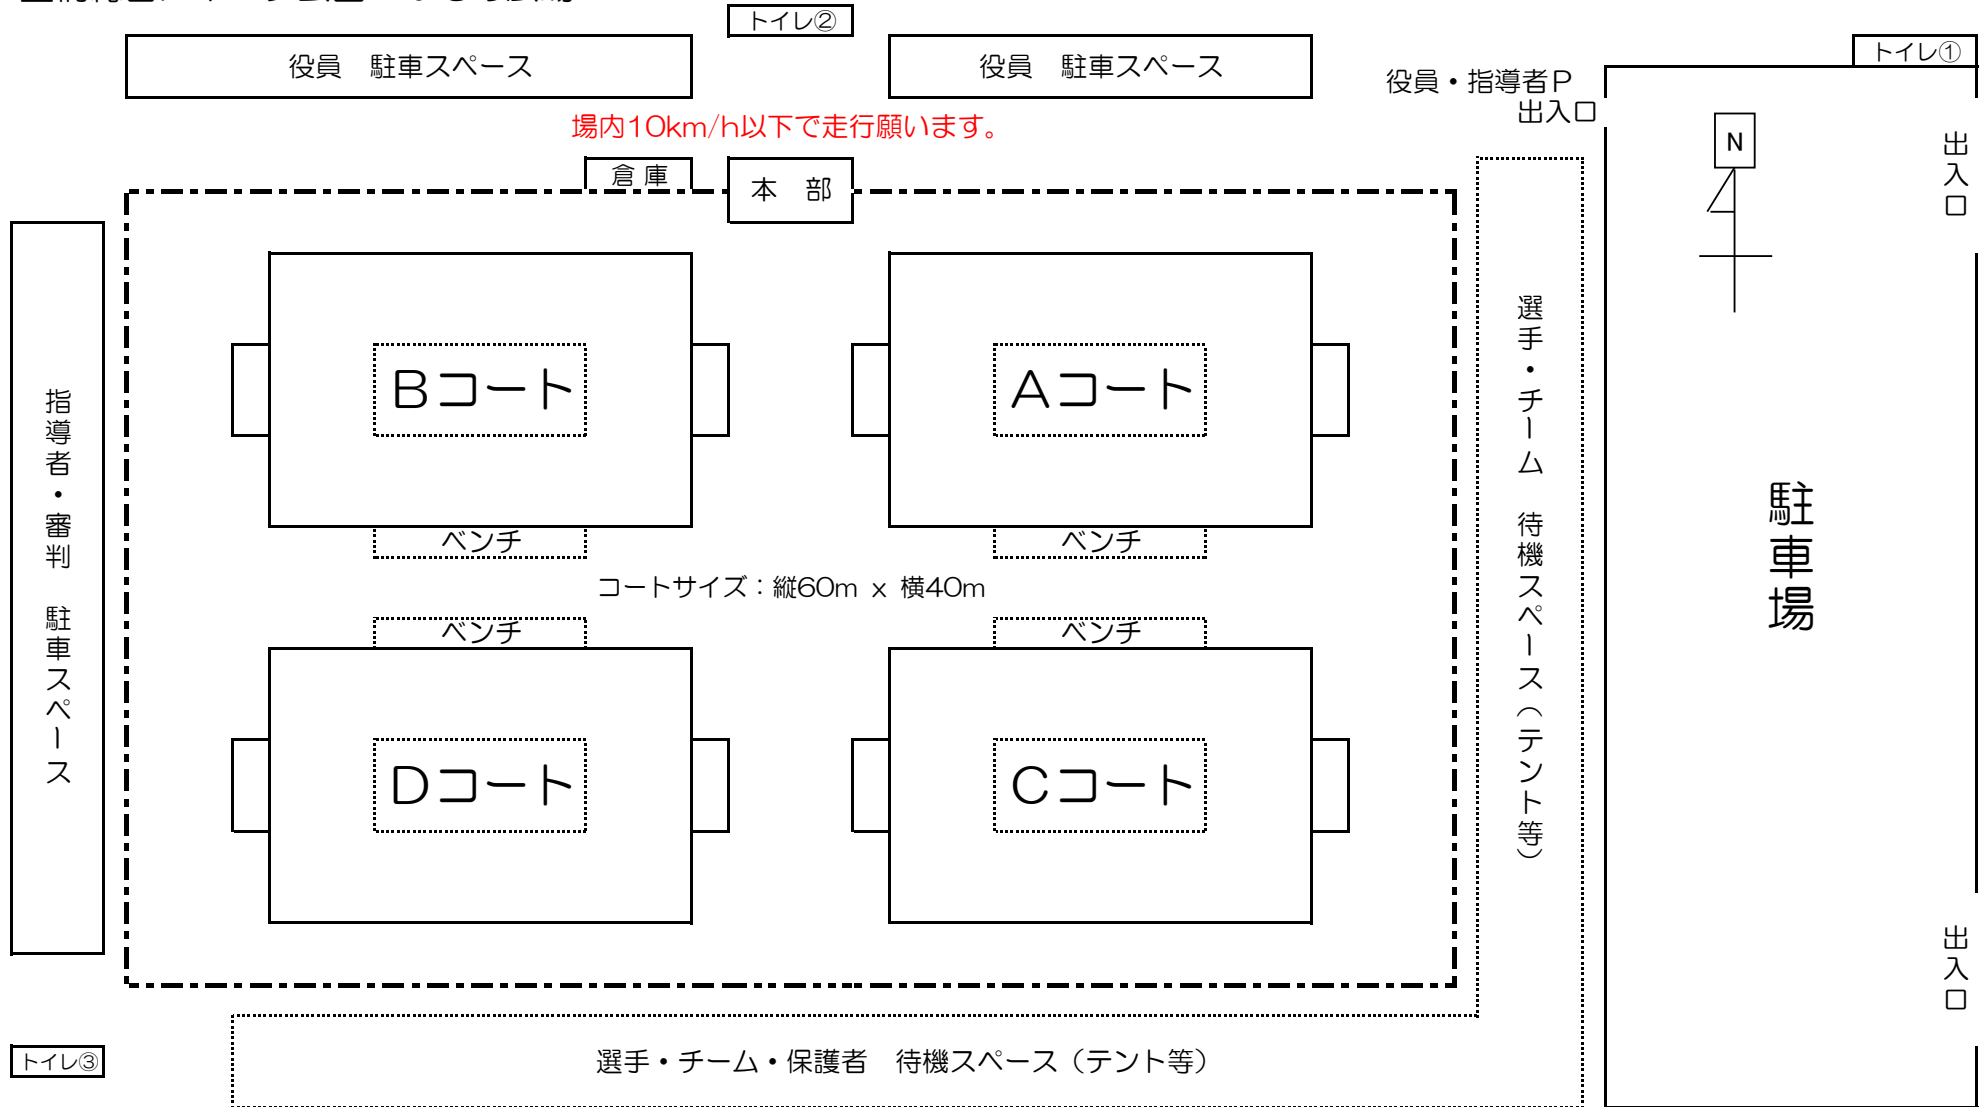 トイレ②
トイレ①
役員　駐車スペース
役員　駐車スペース
役員・指導者P
出入口
場内10km/h以下で走行願います。
N
出入口
倉庫
本　部
Bコート
Aコート
選手・チーム　待機スペース（テント等）
指導者・審判　駐車スペース
駐車場
ベンチ
ベンチ
コートサイズ：縦60m x 横40m
ベンチ
ベンチ
Dコート
Cコート
出入口
トイレ③
選手・チーム・保護者　待機スペース（テント等）